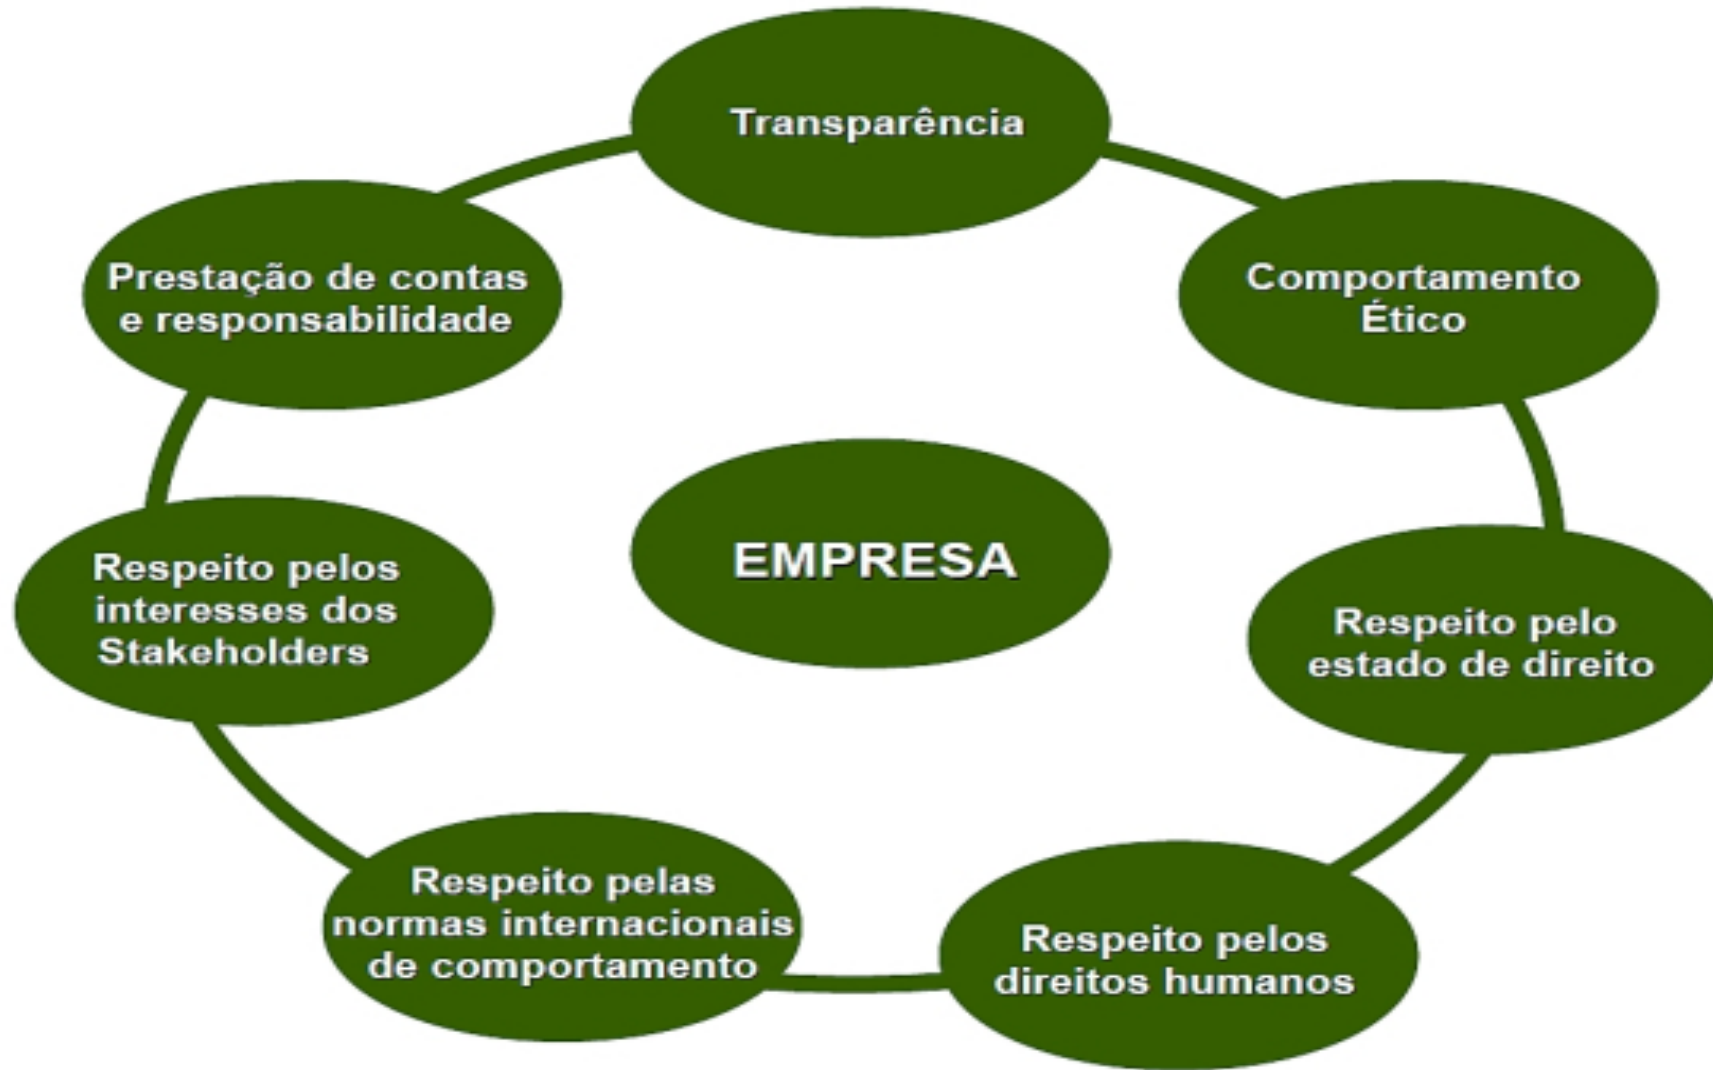 Transparência
Prestação de contas
e responsabilidade
Comportamento
Ético
EMPRESA
Respeito pelos
interesses dos
Stakeholders
Respeito pelo
estado de direito
Respeito pelas
normas internacionais
de comportamento
Respeito pelos
direitos humanos